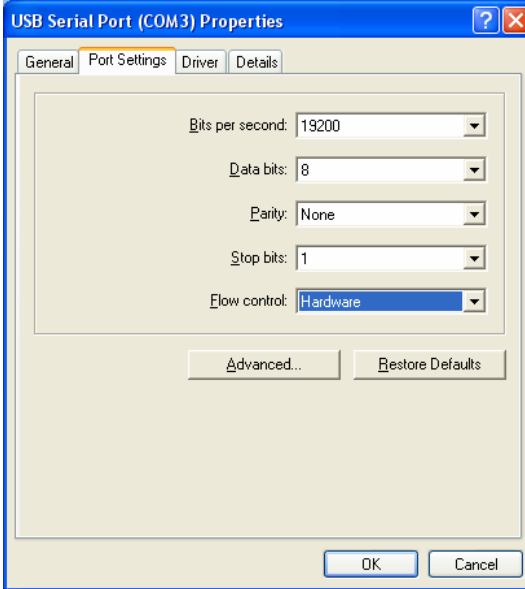 USB Serial Port (COM3) Properties
General Port Settings Driver Details
Bits per second: 19200
Data bits: 8
Parity: None
Stop bits: 1
Flow control: Hardware
Advanced... Restore Defaults
OK Cancel